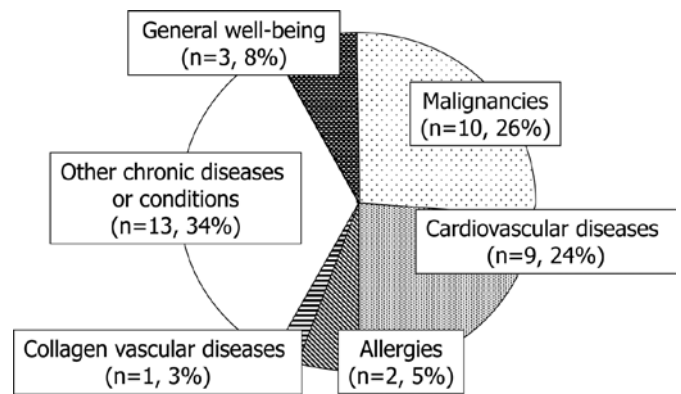 General well-being
(n=3, 8%)
Malignancies
(n=10, 26%)
Other chronic diseases
or conditions
(n=13, 34%)
Cardiovascular diseases
(n=9, 24%)
Collagen vascular diseases
(n=1, 3%)
Allergies
(n=2, 5%)